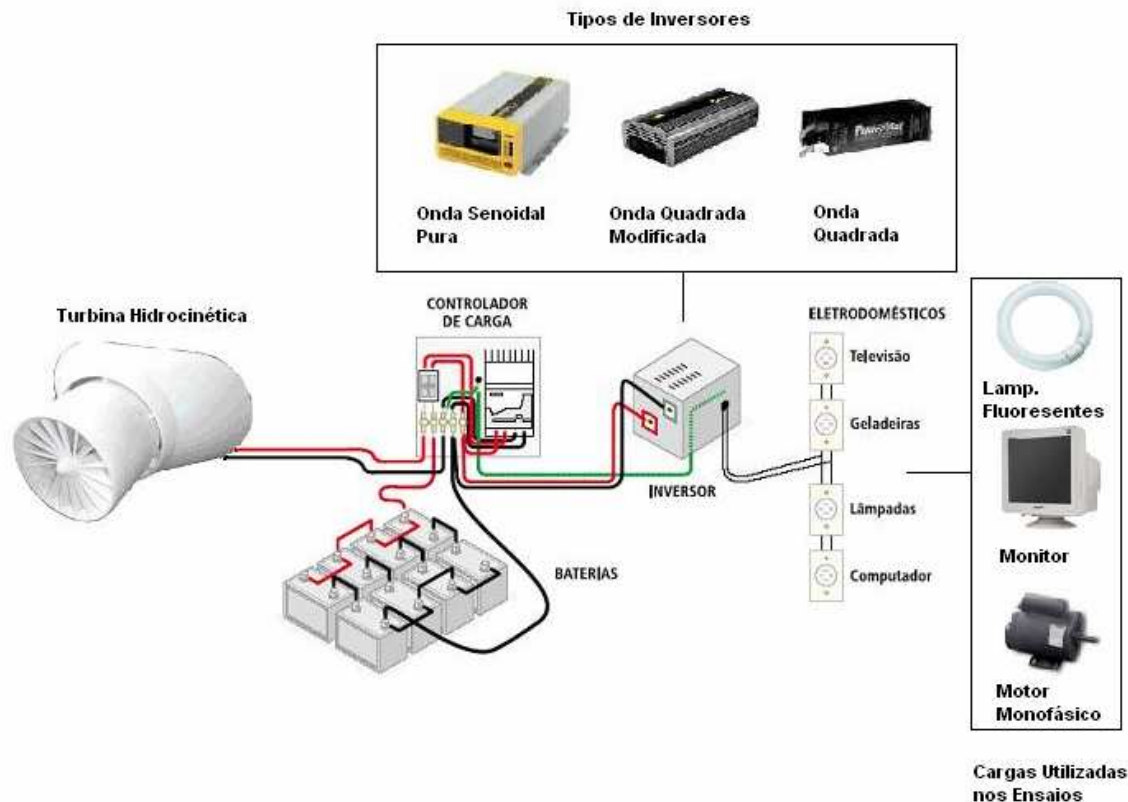 Tipos de Inversores
Onda Senoidal
Pura
Onda Quadrada
Modificada
Onda
Quadrada
Turbina Hidrocinética
CONTROLADOR
DE CARGA
INVERSOR
BATERIAS
ELETRODOMÉSTICOS
Televisão
Geladeiras
Lâmpadas
Computador
Lamp.
Fluoresentes
Monitor
Motor
Monofásico
Cargas Utilizadas
nos Ensaios